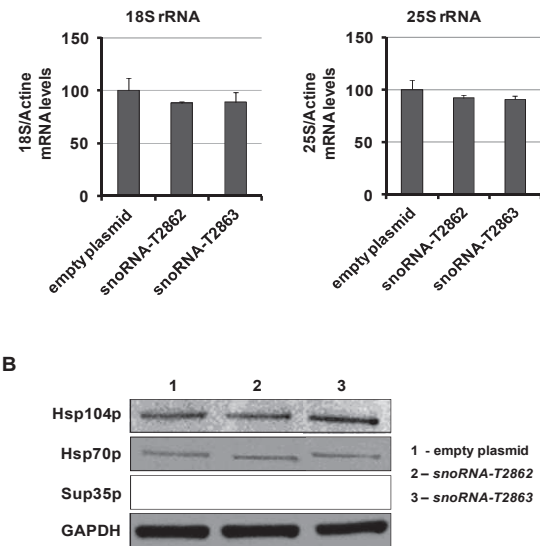 18S rRNA
18S/Actine
mRNA levels
150
100
50
0
empty plasmid
snoRNA-T2862
snoRNA-T2863
25S rRNA
25S/Actine
mRNA levels
150
100
50
0
empty plasmid
snoRNA-T2862
snoRNA-T2863
B
1 2 3
Hsp104p
Hsp70p
Sup35p
GAPDH
1 - empty plasmid
2 – snoRNA-T2862
3 – snoRNA-T2863